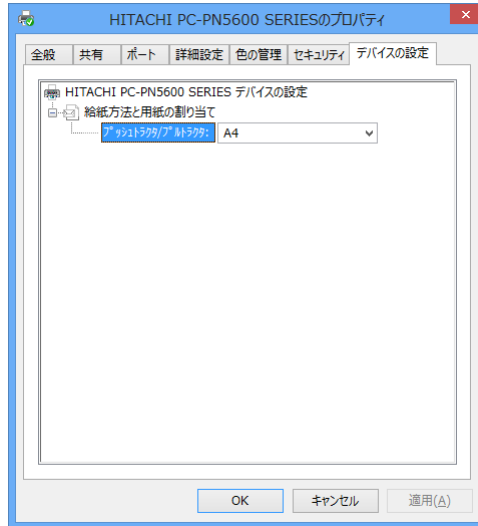 HITACHI PC-PN5600 SERIESのプロパティ
全般 共有 ポート 詳細設定 色の管理 セキュリティ デバイスの設定
HITACHI PC-PN5600 SERIES デバイスの設定
給紙方法と用紙の割り当て
プッシュトラクタ/プルトラクタ: A4
OK キャンセル 適用(A)